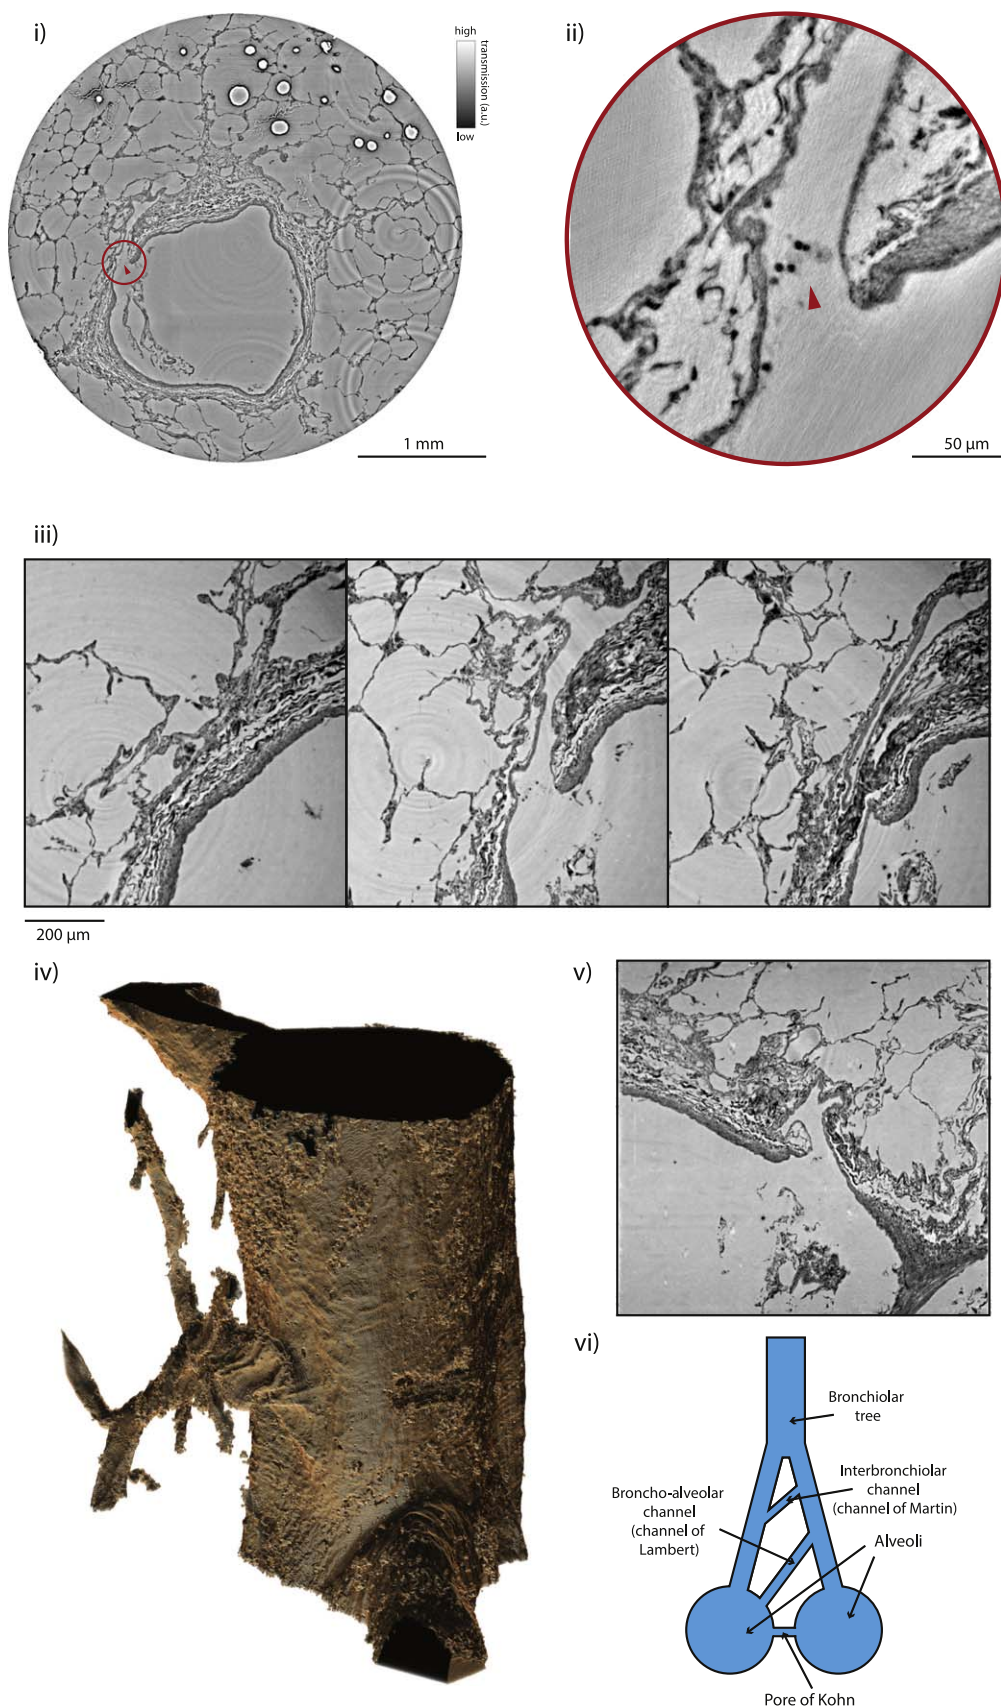 i)
high
transmission (a.u.)
low
1 mm
ii)
50 µm
iii)
200 µm
iv)
v)
vi)
Bronchiolar
tree
Interbronchiolar
channel
(channel of Martin)
Broncho-alveolar
channel
(channel of
Lambert)
Alveoli
Pore of Kohn